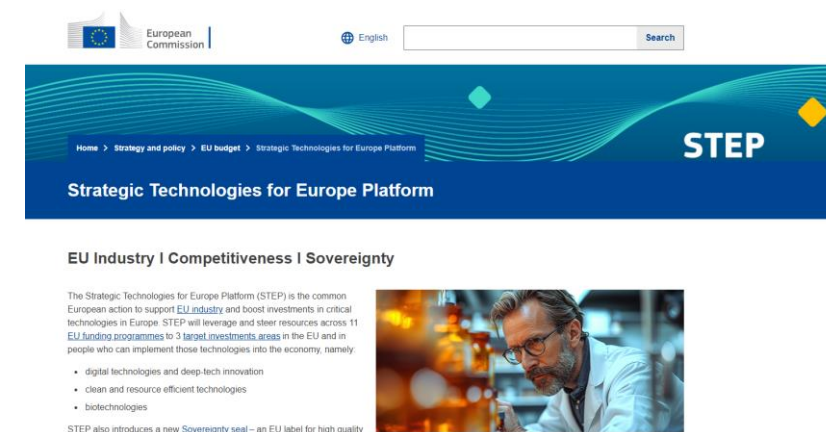 European
Commission
English
Search
Home > Strategy and policy > EU budget > Strategic Technologies for Europe Platform
STEP
Strategic Technologies for Europe Platform
EU Industry I Competitiveness I Sovereignty
The Strategic Technologies for Europe Platform (STEP) is the common
European action to support EU industry and boost investments in critical
technologies in Europe. STEP will leverage and steer resources across 11
EU funding programmes to 3 target investments areas in the EU and in
people who can implement those technologies into the economy, namely:
• digital technologies and deep-tech innovation
• clean and resource efficient technologies
• biotechnologies
STEP also introduces a new Sovereignty seal – an EU label for high quality